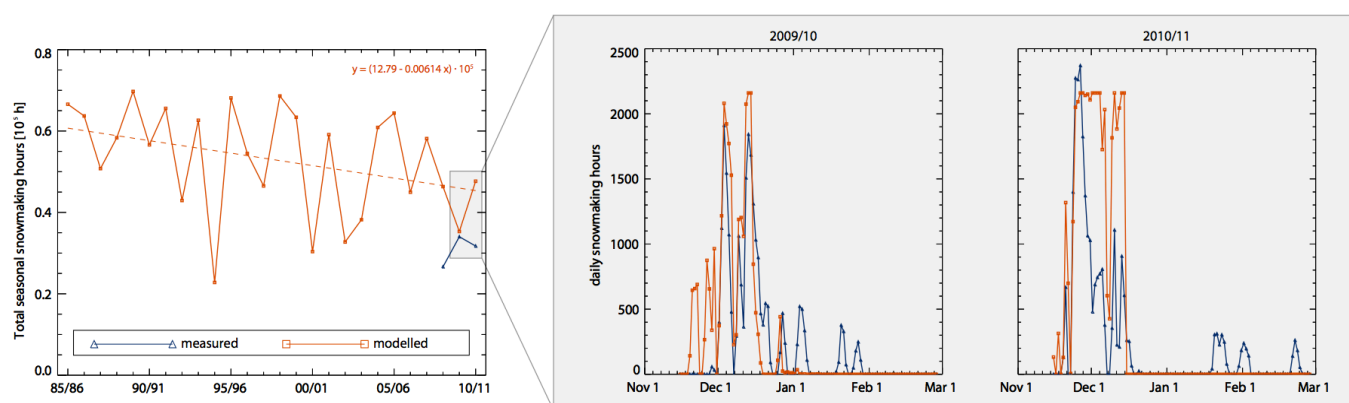 Total seasonal snowmaking hours [10⁵ h]
0.8
0.6
0.4
0.2
0.0
85/86 90/91 95/96 00/01 05/06 10/11
y = (12.79 - 0.00614 x) · 10⁵
measured modelled
2009/10
daily snowmaking hours
2500
2000
1500
1000
500
0
Nov 1 Dec 1 Jan 1 Feb 1 Mar 1
2010/11
Nov 1 Dec 1 Jan 1 Feb 1 Mar 1